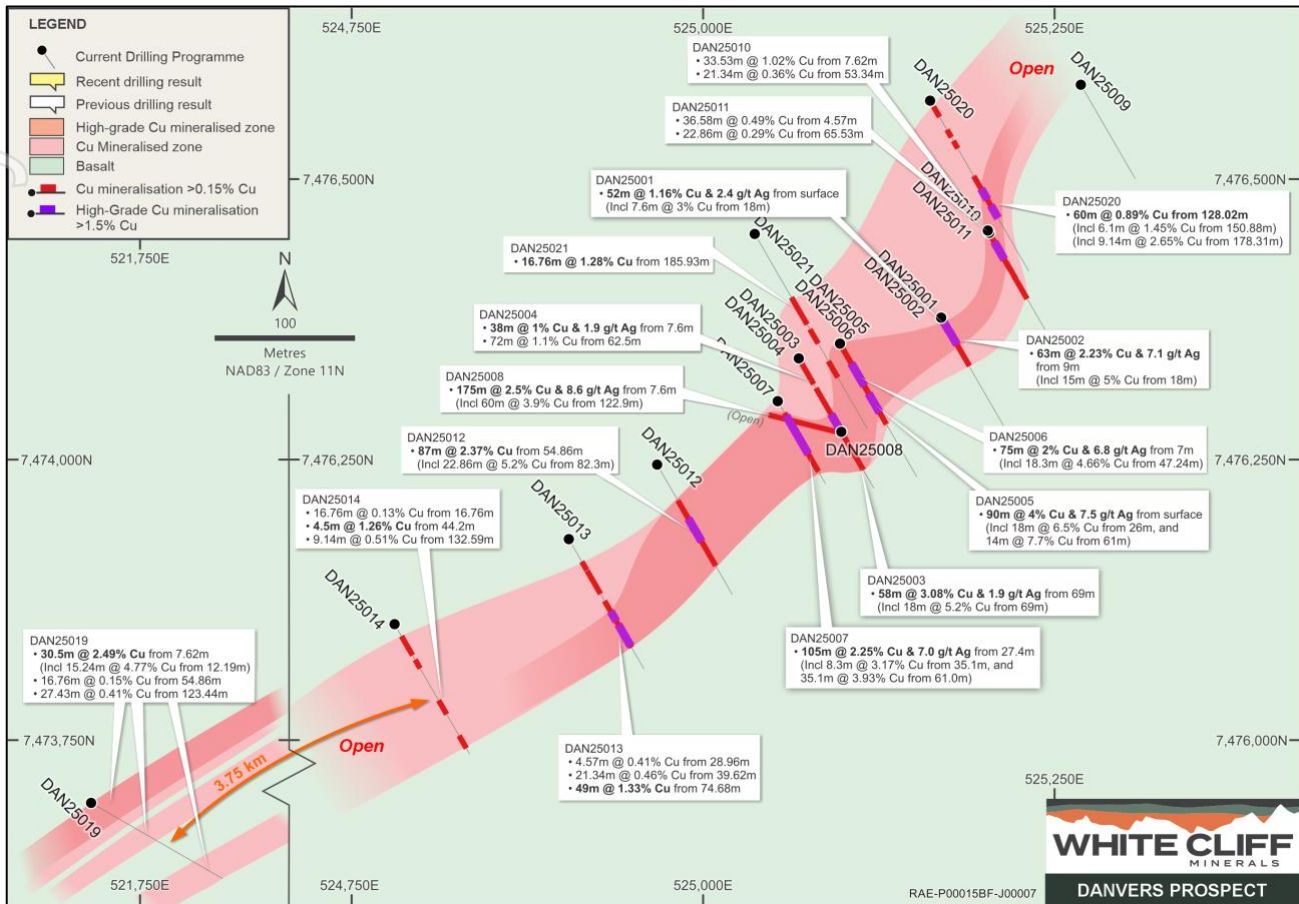 LEGEND
Current Drilling Programme
Recent drilling result
Previous drilling result
High-grade Cu mineralised zone
Cu Mineralised zone
Basalt
Cu mineralisation >0.15% Cu
High-Grade Cu mineralisation
>1.5% Cu
524,750E
525,000E
525,250E
7,476,500N
7,476,500N
521,750E
N
100
Metres
NAD83 / Zone 11N
DAN25010
• 33.53m @ 1.02% Cu from 7.62m
• 21.34m @ 0.36% Cu from 53.34m
DAN25011
• 36.58m @ 0.49% Cu from 4.57m
• 22.86m @ 0.29% Cu from 65.53m
DAN25001
• 52m @ 1.16% Cu & 2.4 g/t Ag from surface
(Incl 7.6m @ 3% Cu from 18m)
DAN25021
• 16.76m @ 1.28% Cu from 185.93m
DAN25004
• 38m @ 1% Cu & 1.9 g/t Ag from 7.6m
• 72m @ 1.1% Cu from 62.5m
DAN25008
• 175m @ 2.5% Cu & 8.6 g/t Ag from 7.6m
(Incl 60m @ 3.9% Cu from 122.9m)
DAN25012
• 87m @ 2.37% Cu from 54.86m
(Incl 22.86m @ 5.2% Cu from 82.3m)
DAN25014
• 16.76m @ 0.13% Cu from 16.76m
• 4.5m @ 1.26% Cu from 44.2m
• 9.14m @ 0.51% Cu from 132.59m
DAN25019
• 30.5m @ 2.49% Cu from 7.62m
(Incl 15.24m @ 4.77% Cu from 12.19m)
• 16.76m @ 0.15% Cu from 54.86m
• 27.43m @ 0.41% Cu from 123.44m
DAN25020
• 60m @ 0.89% Cu from 128.02m
(Incl 6.1m @ 1.45% Cu from 150.88m)
(Incl 9.14m @ 2.65% Cu from 178.31m)
DAN25002
• 63m @ 2.23% Cu & 7.1 g/t Ag
from 9m
(Incl 15m @ 5% Cu from 18m)
DAN25006
• 75m @ 2% Cu & 6.8 g/t Ag from 7m
(Incl 18.3m @ 4.66% Cu from 47.24m)
DAN25005
• 90m @ 4% Cu & 7.5 g/t Ag from surface
(Incl 18m @ 6.5% Cu from 26m, and
14m @ 7.7% Cu from 61m)
DAN25003
• 58m @ 3.08% Cu & 1.9 g/t Ag from 69m
(Incl 18m @ 5.2% Cu from 69m)
DAN25007
• 105m @ 2.25% Cu & 7.0 g/t Ag from 27.4m
(Incl 8.3m @ 3.17% Cu from 35.1m, and
35.1m @ 3.93% Cu from 61.0m)
DAN25013
• 4.57m @ 0.41% Cu from 28.96m
• 21.34m @ 0.46% Cu from 39.62m
• 49m @ 1.33% Cu from 74.68m
Open
DAN25009
DAN25020
DAN25010
DAN25011
DAN25001
DAN25002
DAN25021
DAN25005
DAN25006
DAN25003
DAN25004
DAN25007
(Open)
DAN25008
DAN25012
DAN25013
DAN25014
DAN25019
7,474,000N
7,476,250N
7,476,250N
7,473,750N
7,476,000N
Open
3.75 km
525,250E
521,750E
524,750E
525,000E
RAE-P00015BF-J00007
WHITE CLIFF
MINERALS
DANVERS PROSPECT